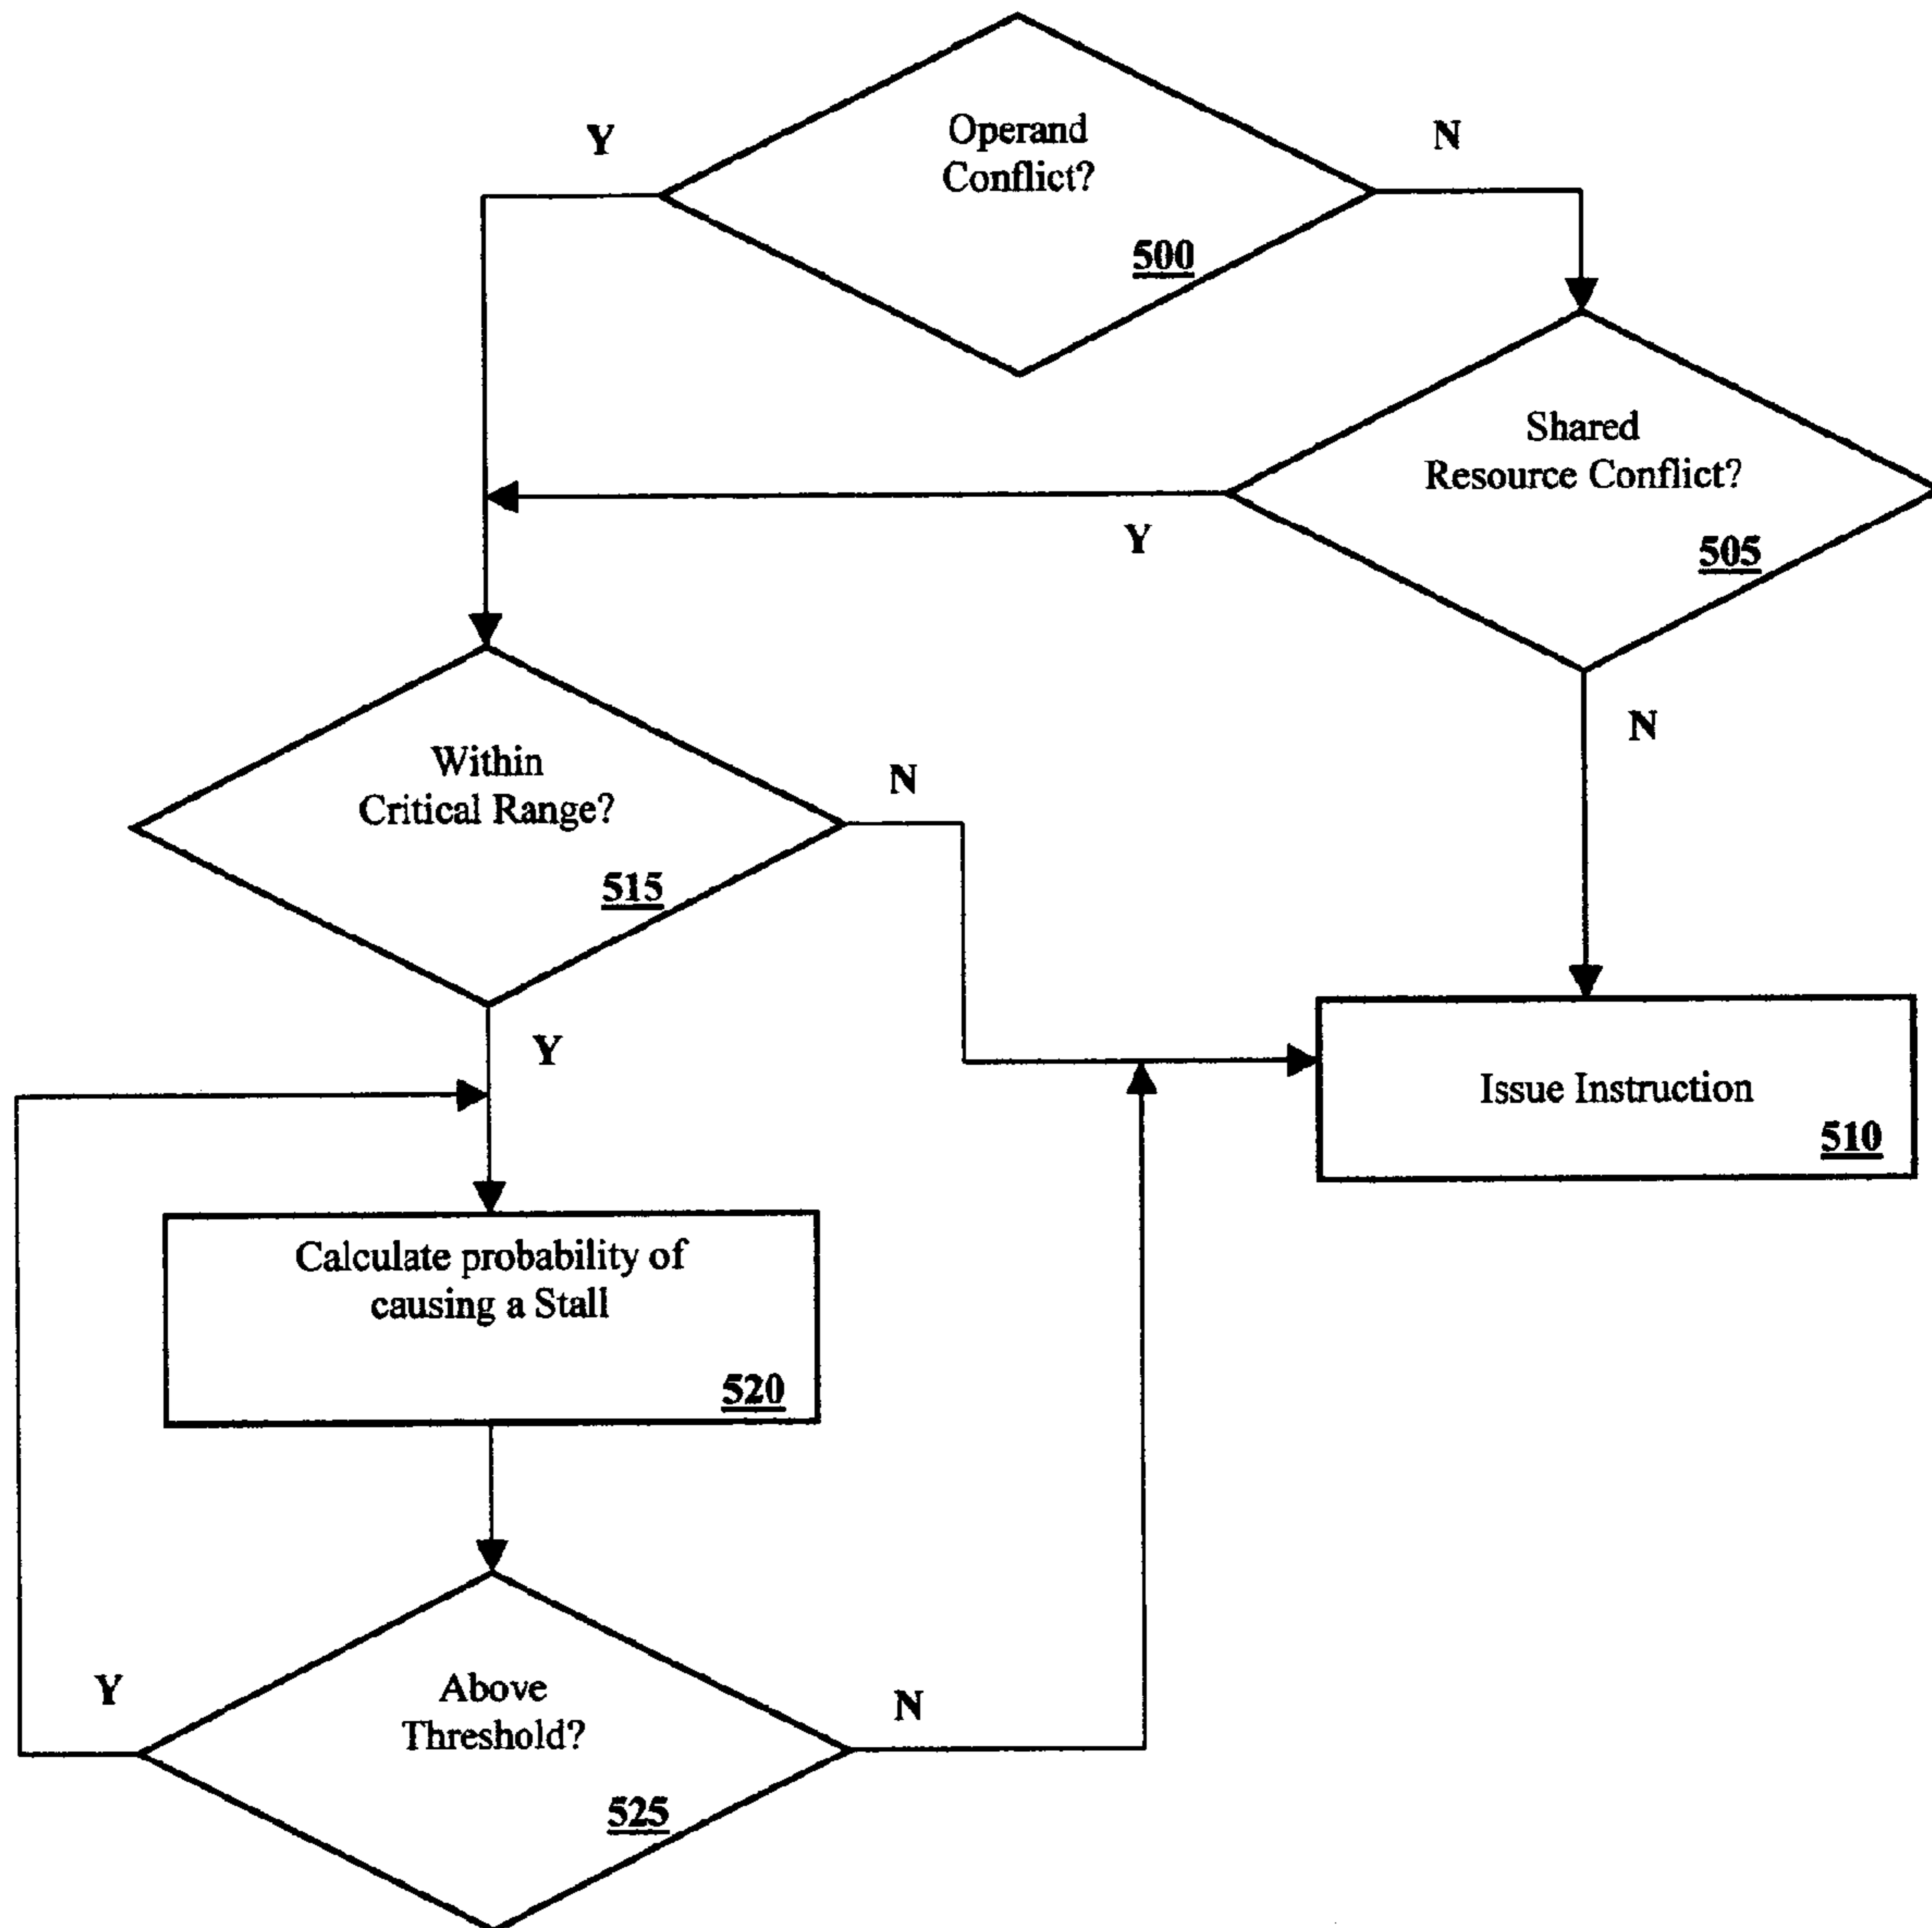 Operand
Conflict?
500
Y
N
Shared
Resource Conflict?
505
Y
N
Within
Critical Range?
515
N
Y
Issue Instruction
510
Calculate probability of
causing a Stall
520
Above
Threshold?
525
Y
N